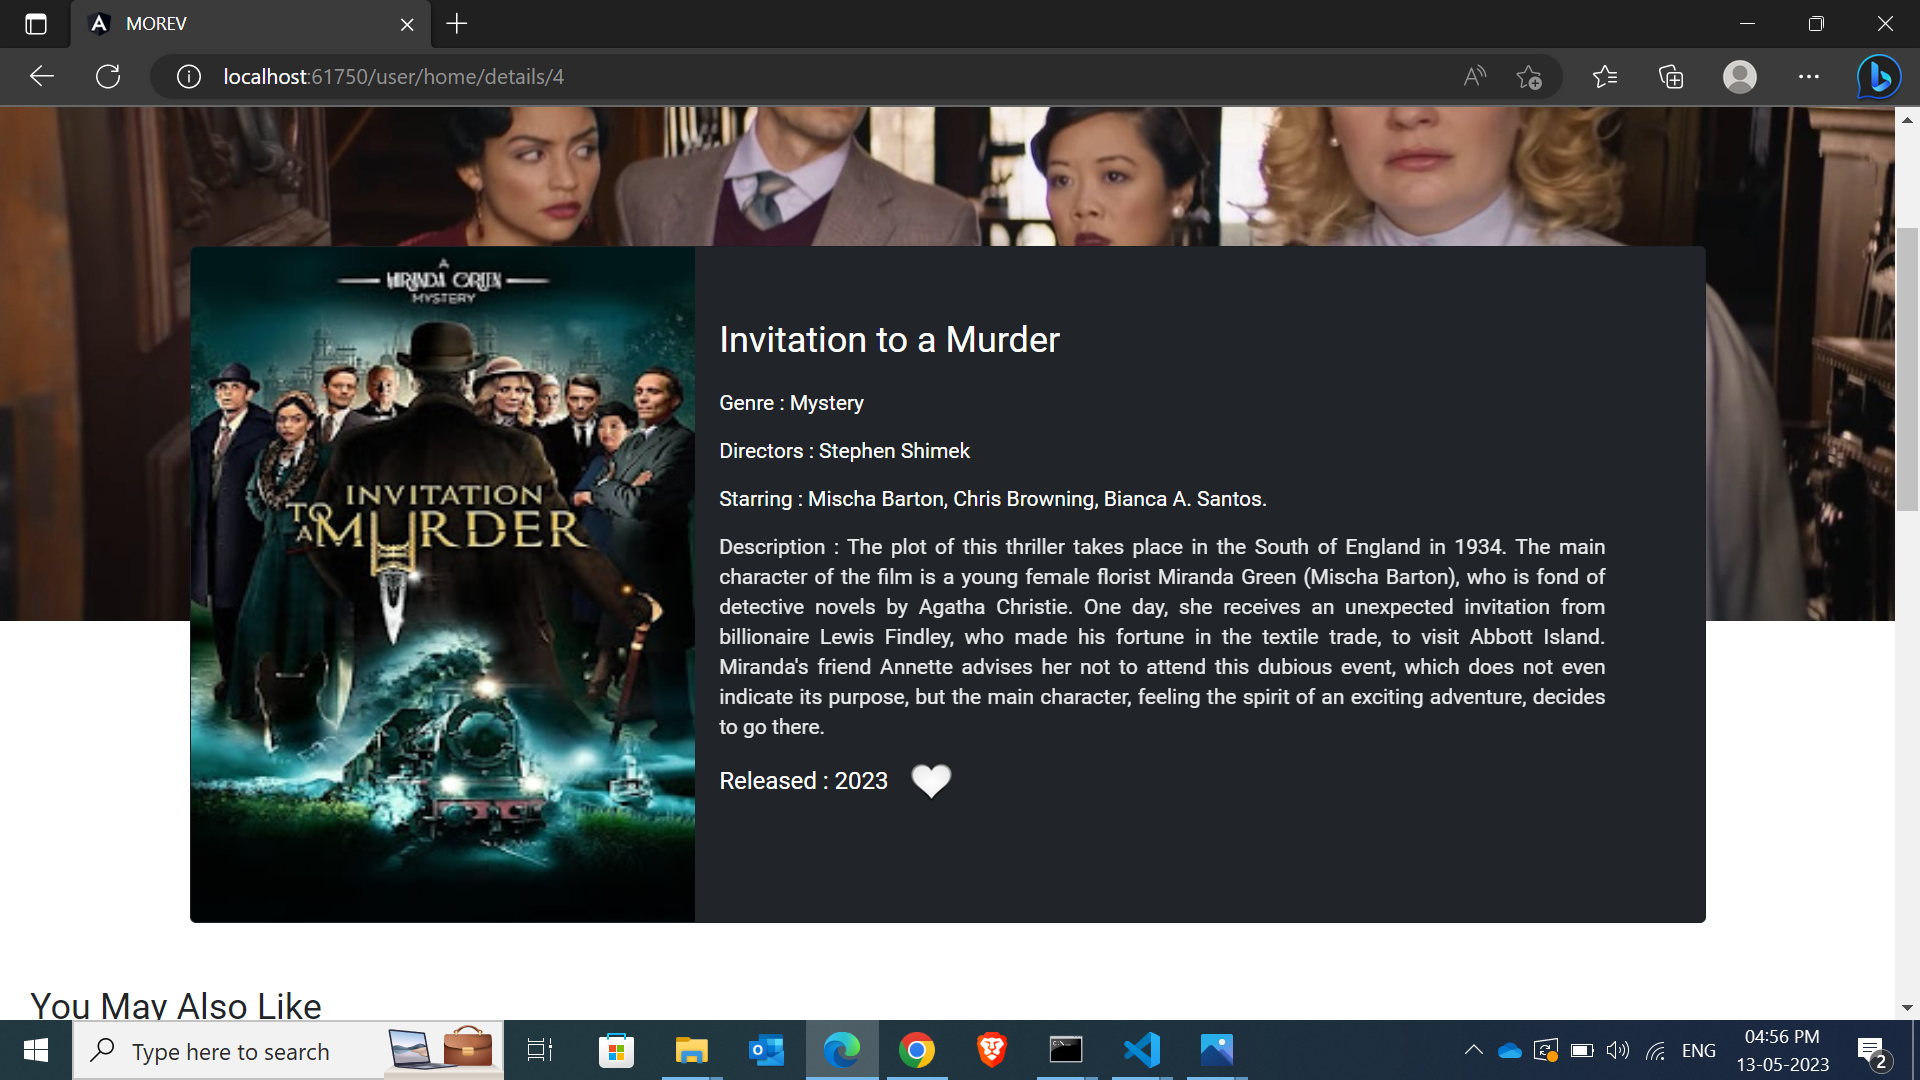 MOREV
localhost:61750/user/home/details/4
A
MIRANDA GREEN
MYSTERY
INVITATION
TO
A MURDER
Invitation to a Murder
Genre : Mystery
Directors : Stephen Shimek
Starring : Mischa Barton, Chris Browning, Bianca A. Santos.
Description : The plot of this thriller takes place in the South of England in 1934. The main
character of the film is a young female florist Miranda Green (Mischa Barton), who is fond of
detective novels by Agatha Christie. One day, she receives an unexpected invitation from
billionaire Lewis Findley, who made his fortune in the textile trade, to visit Abbott Island.
Miranda's friend Annette advises her not to attend this dubious event, which does not even
indicate its purpose, but the main character, feeling the spirit of an exciting adventure, decides
to go there.
Released : 2023
You May Also Like
Type here to search
ENG
04:56 PM
13-05-2023
2